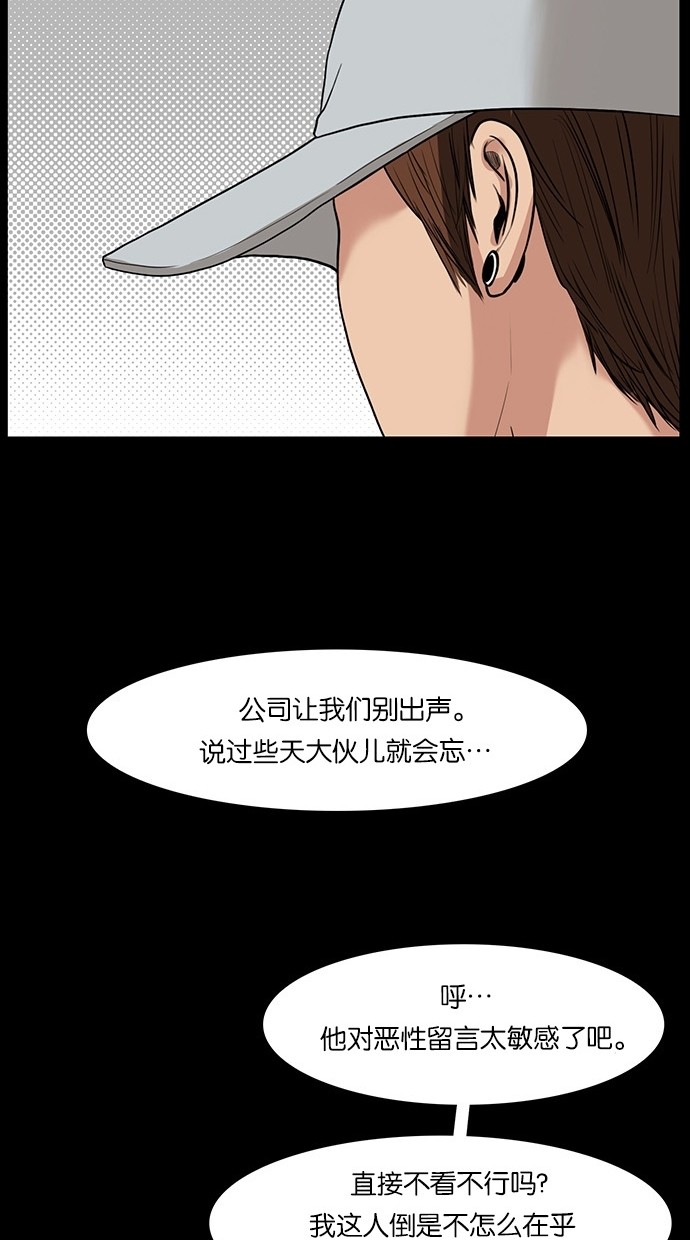 公司让我们别出声。
说过些天大伙儿就会忘…
呼…
他对恶性留言太敏感了吧。
直接不看不行吗?
我这人倒是不怎么在乎